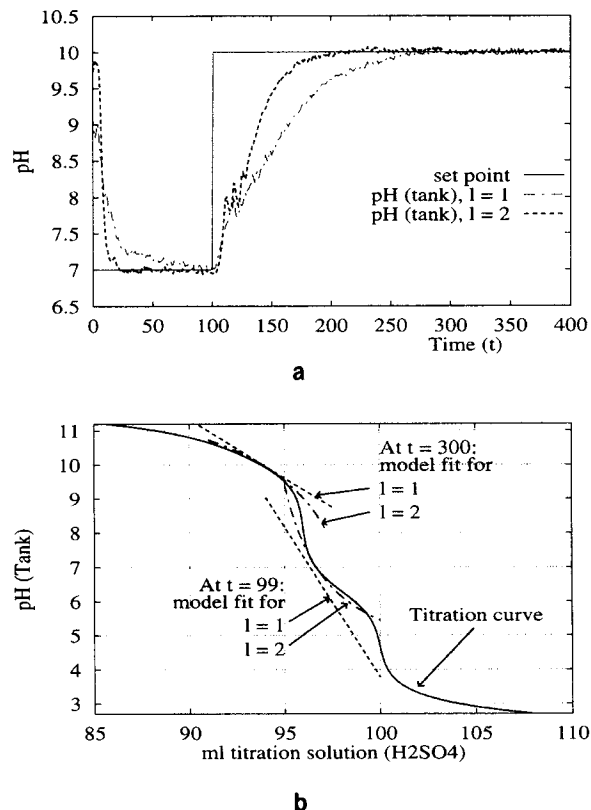 10.5
10
9.5
9
8.5
8
7.5
7
6.5
pH
set point
pH (tank), l = 1
pH (tank), l = 2
0 50 100 150 200 250 300 350 400
Time (t)
a
11
10
9
8
7
6
5
4
3
pH (Tank)
At t = 300:
model fit for
l = 1
l = 2
At t = 99:
model fit for
l = 1
l = 2
Titration curve
85 90 95 100 105 110
ml titration solution (H2SO4)
b